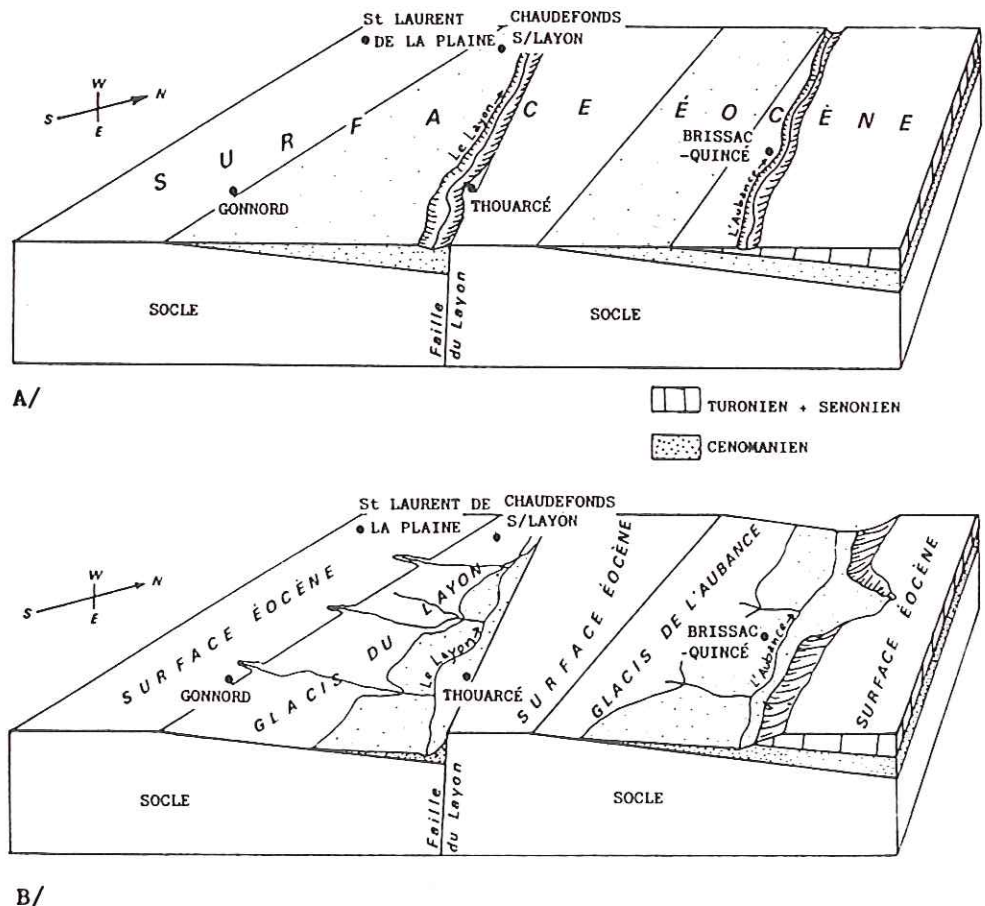 St LAURENT
DE LA PLAINE
CHAUDEFONDS
S/LAYON
W
S N
E
SURFACE ÉOCÈNE
Le Layon
GONNORD
THOUARCÉ
BRISSAC
-QUINCÉ
L'Aubance
SOCLE
Faille
du Layon
SOCLE
A/
TURONIEN + SENONIEN
CENOMANIEN
St LAURENT DE
LA PLAINE
CHAUDEFONDS
S/LAYON
W
S N
E
SURFACE ÉOCÈNE
GLACIS DU LAYON
Le Layon
GONNORD
THOUARCÉ
SURFACE ÉOCÈNE
GLACIS DE L'AUBANCE
BRISSAC
-QUINCÉ
L'Aubance
SURFACE ÉOCÈNE
SOCLE
Faille
du Layon
SOCLE
B/